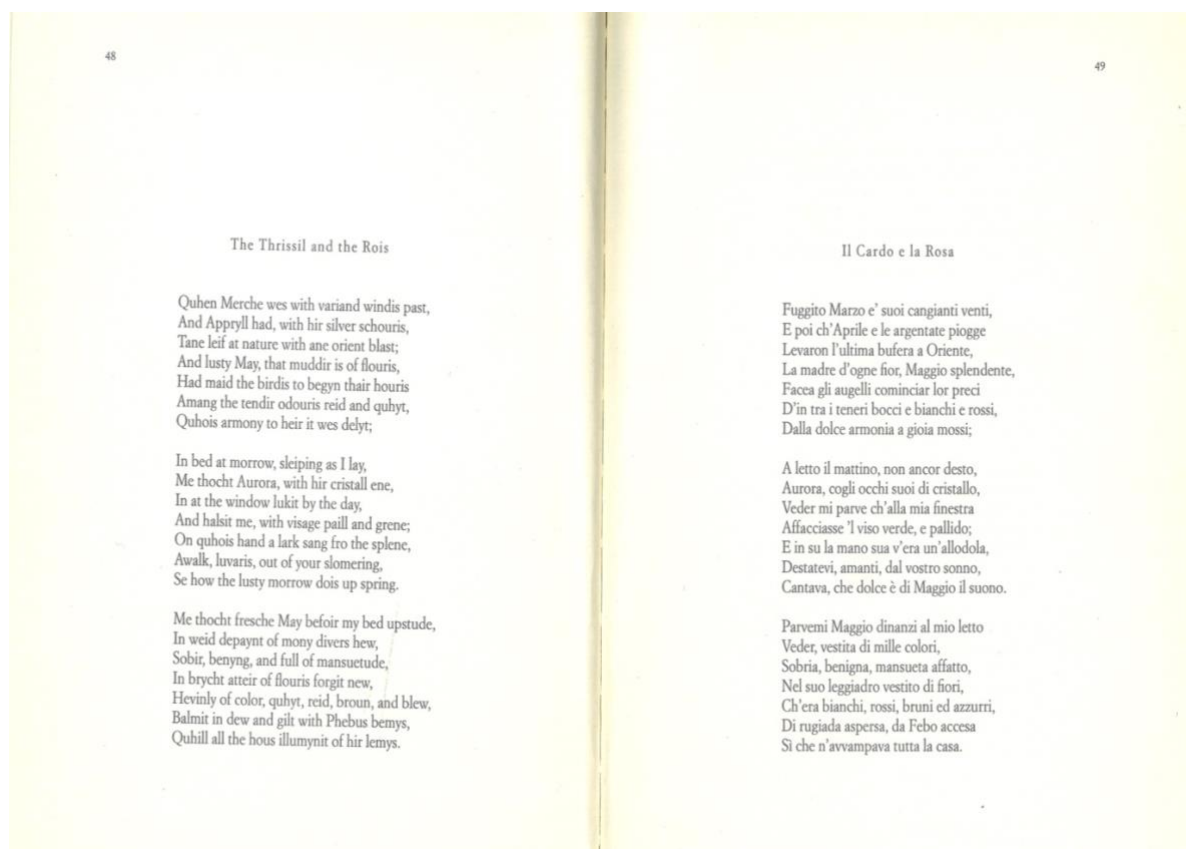 48
The Thrissil and the Rois
Quhen Merche wes with variand windis past,
And Appryll had, with hir silver schouris,
Tane leif at nature with ane orient blast;
And lusty May, that muddir is of flouris,
Had maid the birdis to begyn thair houris
Amang the tendir odouris reid and quhyt,
Quhois armony to heir it wes delyt;
In bed at morrow, sleiping as I lay,
Me thocht Aurora, with hir cristall ene,
In at the window lukit by the day,
And halsit me, with visage paill and grene;
On quhois hand a lark sang fro the splene,
Awalk, luvaris, out of your slomering,
Se how the lusty morrow dois up spring.
Me thocht fresche May befoir my bed upstude,
In weid depaynt of mony divers hew,
Sobir, benyng, and full of mansuetude,
In brycht atteir of flouris forgit new,
Hevinly of color, quhyt, reid, broun, and blew,
Balmit in dew and gilt with Phebus bemys,
Quhill all the hous illumynit of hir lemys.
49
Il Cardo e la Rosa
Fuggito Marzo e' suoi cangianti venti,
E poi ch'Aprile e le argentate piogge
Levaron l'ultima bufera a Oriente,
La madre d'ogne fior, Maggio splendente,
Facea gli augelli cominciar lor preci
D'in tra i teneri bocci e bianchi e rossi,
Dalla dolce armonia a gioia mossi;
A letto il mattino, non ancor desto,
Aurora, cogli occhi suoi di cristallo,
Veder mi parve ch'alla mia finestra
Affacciasse 'l viso verde, e pallido;
E in su la mano sua v'era un'allodola,
Destatevi, amanti, dal vostro sonno,
Cantava, che dolce è di Maggio il suono.
Parvemi Maggio dinanzi al mio letto
Veder, vestita di mille colori,
Sobria, benigna, mansueta affatto,
Nel suo leggiadro vestito di fiori,
Ch'era bianchi, rossi, bruni ed azzurri,
Di rugiada aspersa, da Febo accesa
Sì che n'avvampava tutta la casa.